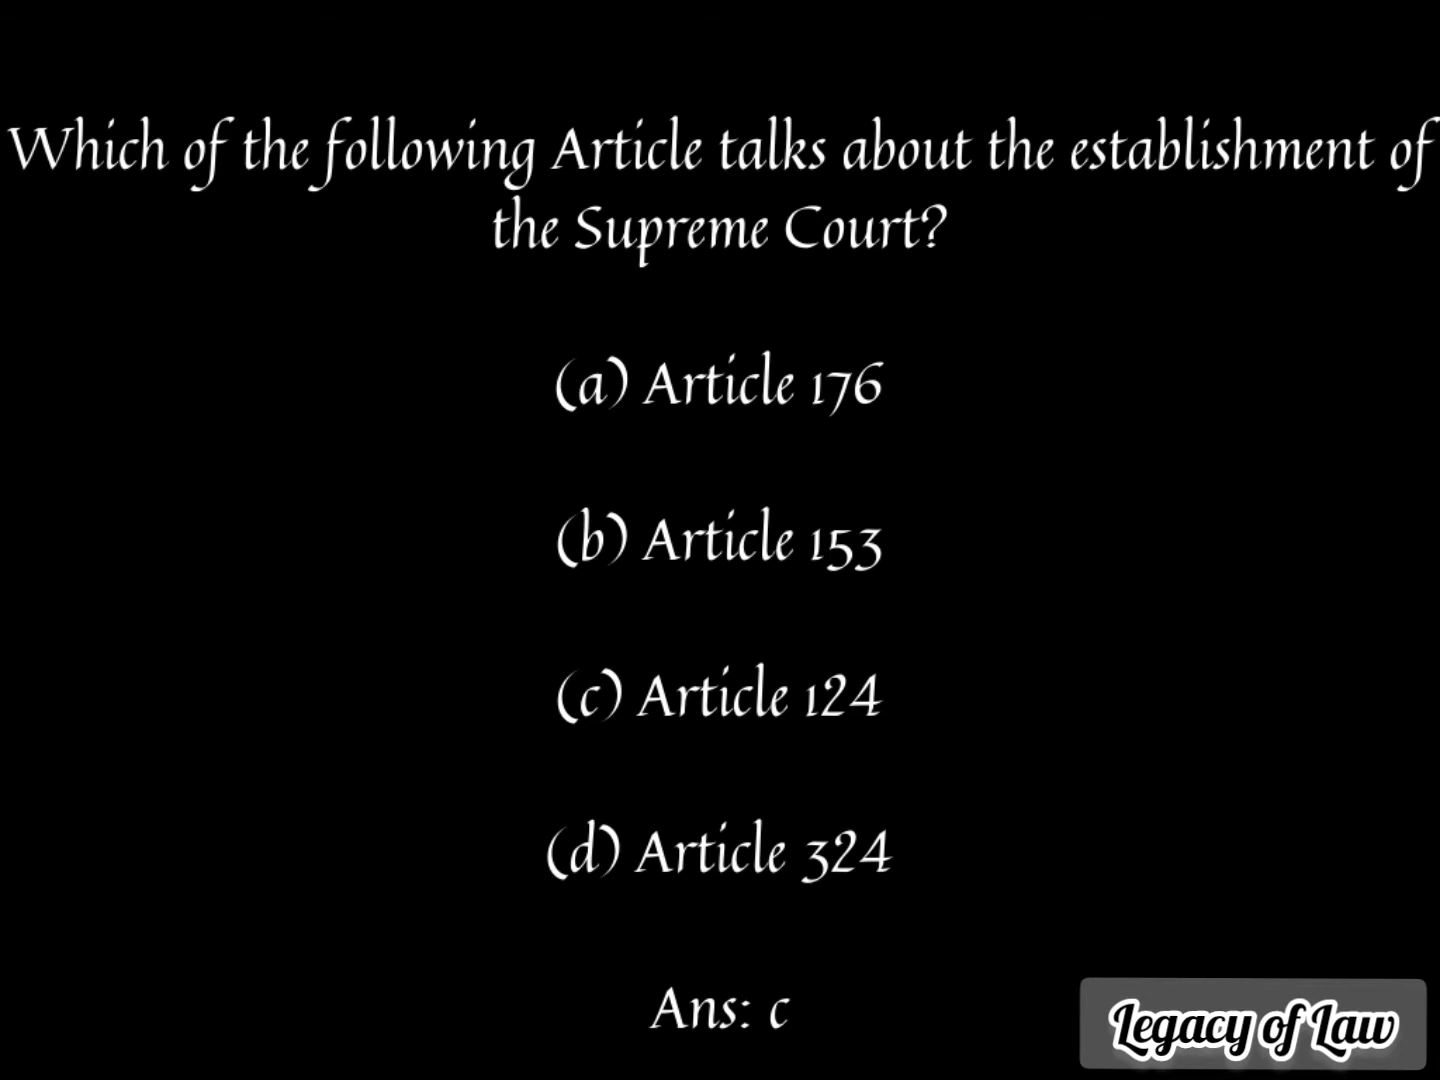 Which of the following Article talks about the establishment of
the Supreme Court?
(a) Article 176
(b) Article 153
(c) Article 124
(d) Article 324
Ans: c
Legacy of Law